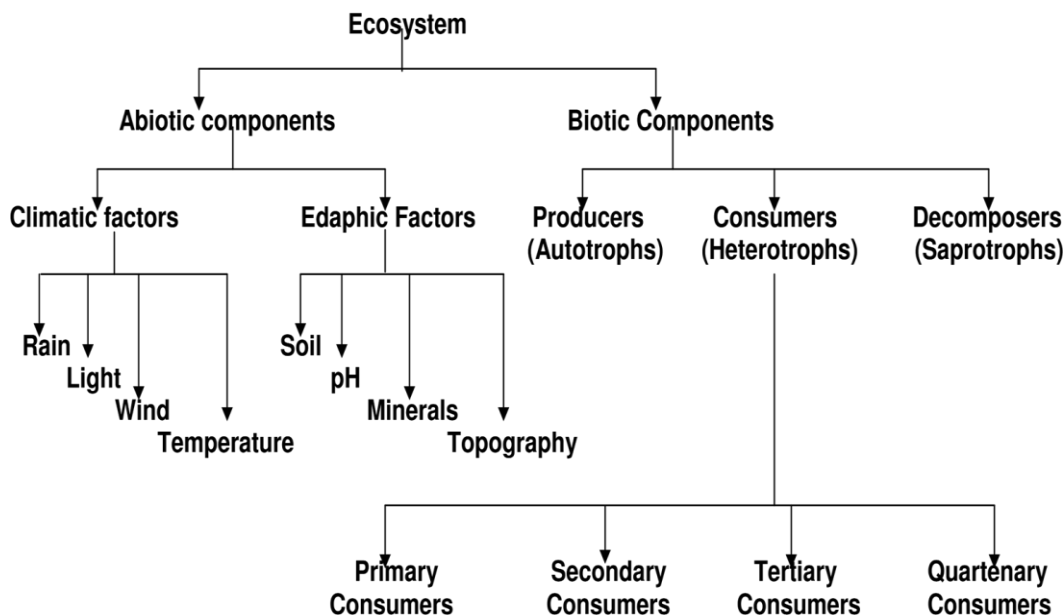 Ecosystem
Abiotic components
Biotic Components
Climatic factors
Edaphic Factors
Producers
(Autotrophs)
Consumers
(Heterotrophs)
Decomposers
(Saprotrophs)
Rain
Light
Wind
Temperature
Soil
pH
Minerals
Topography
Primary
Consumers
Secondary
Consumers
Tertiary
Consumers
Quartenary
Consumers